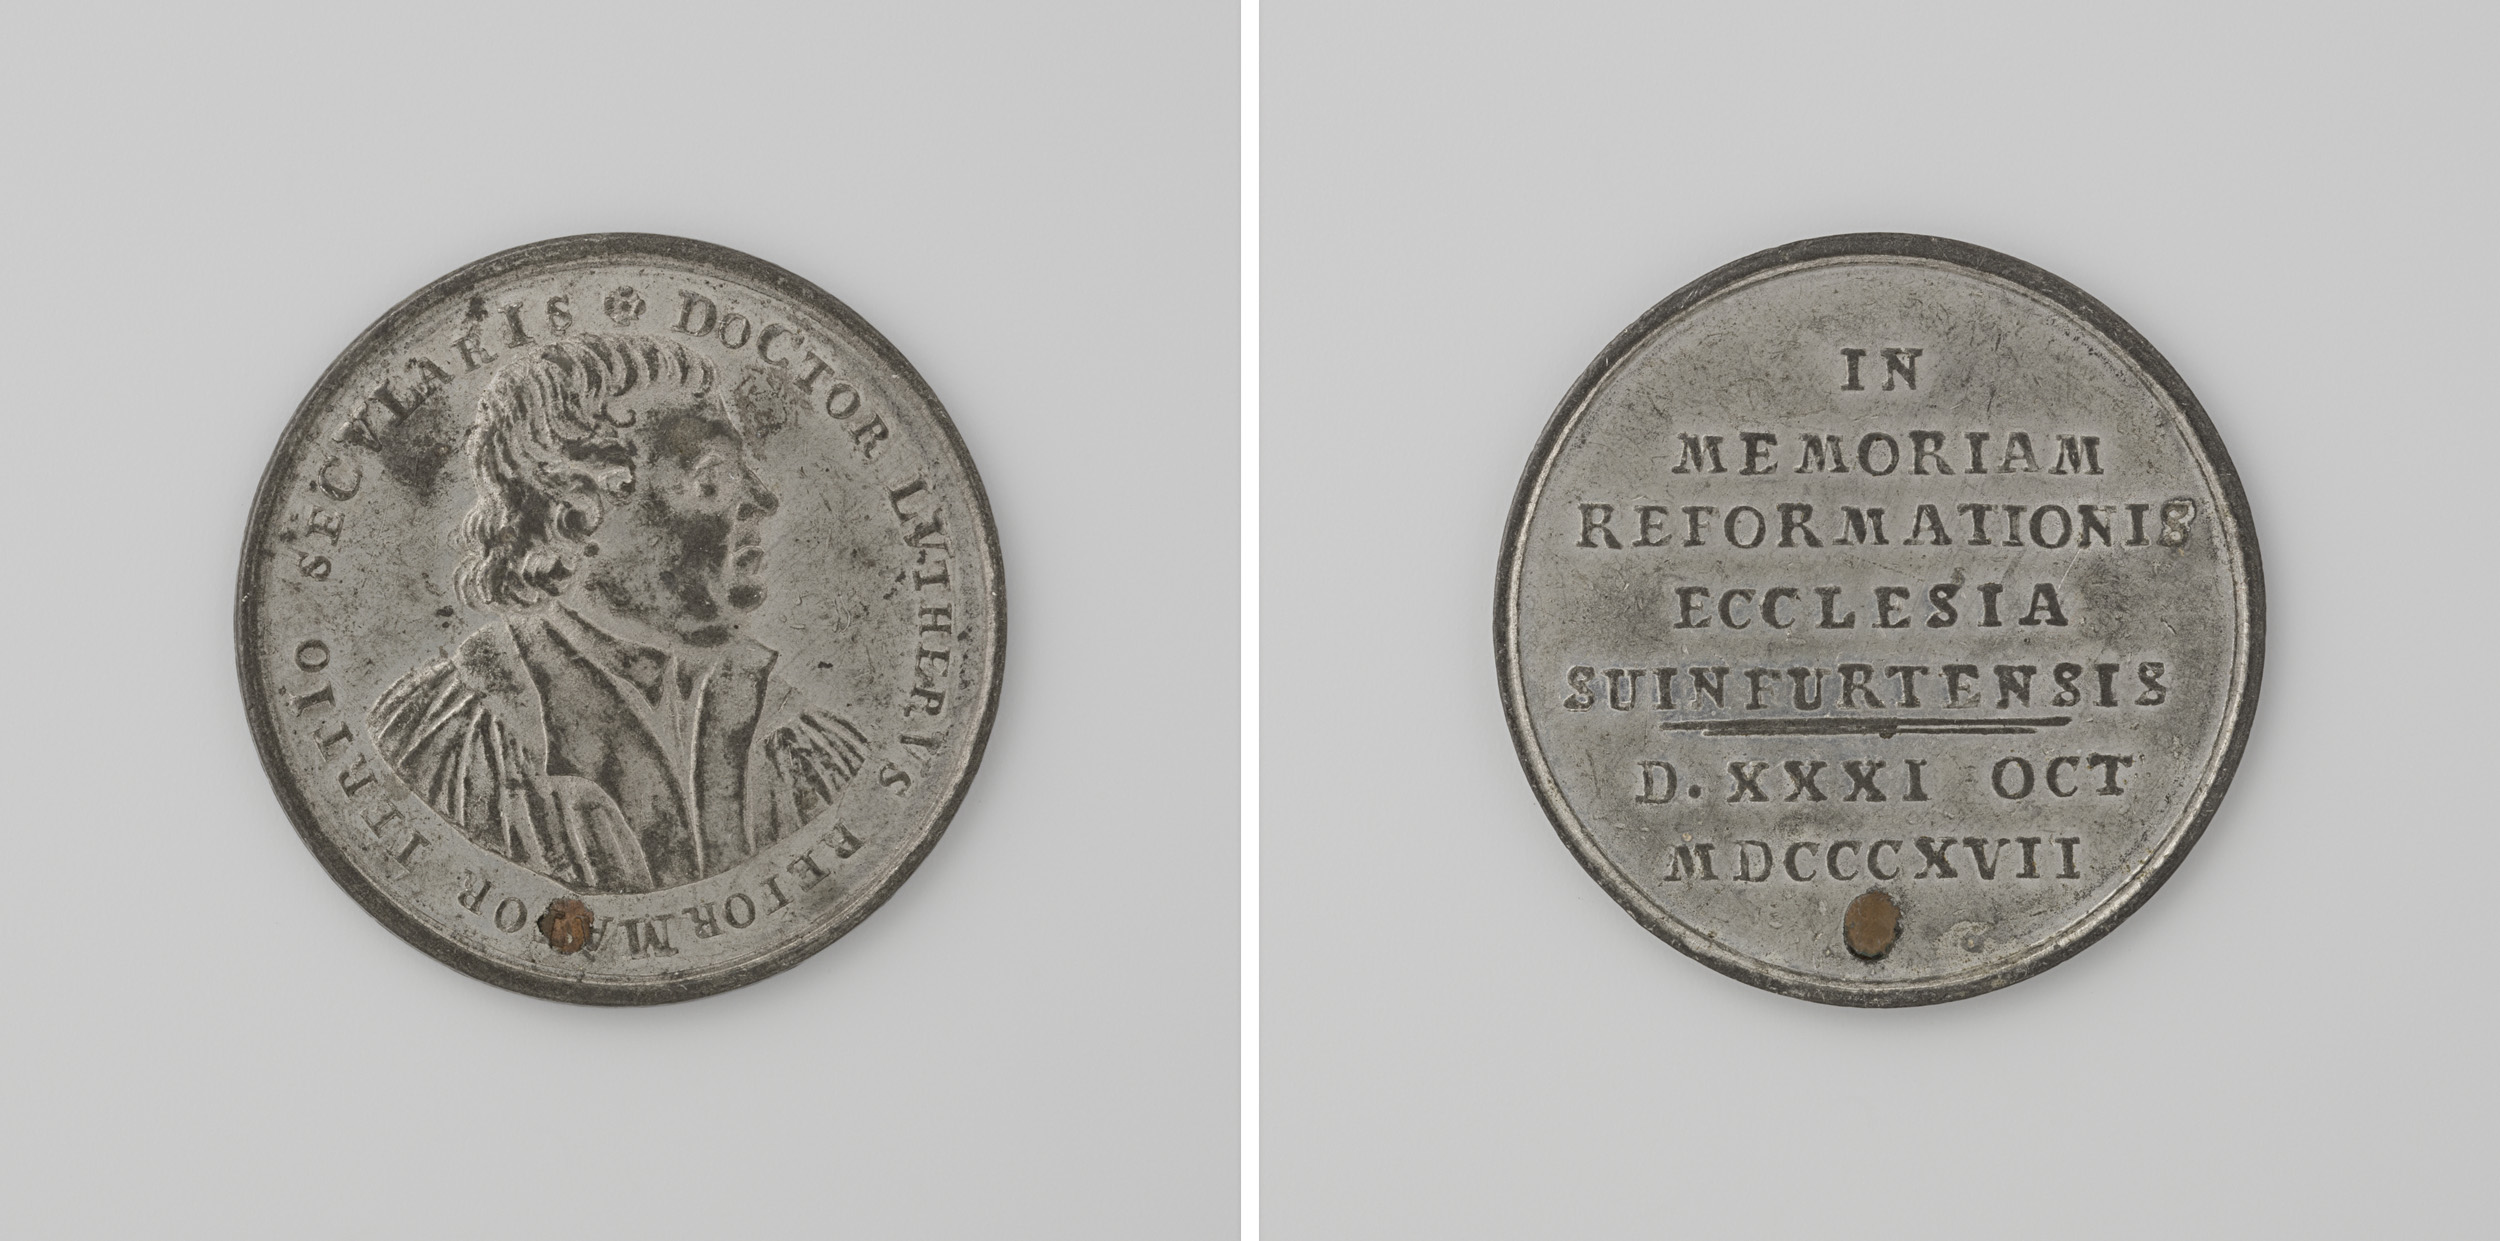 DOCTOR LVTHERVS REFORMATOR TERTIO SECVLARIS
IN
MEMORIAM
REFORMATIONIS
ECCLESIA
SUINFURTENSIS
D. XXXI OCT
MDCCCXVII